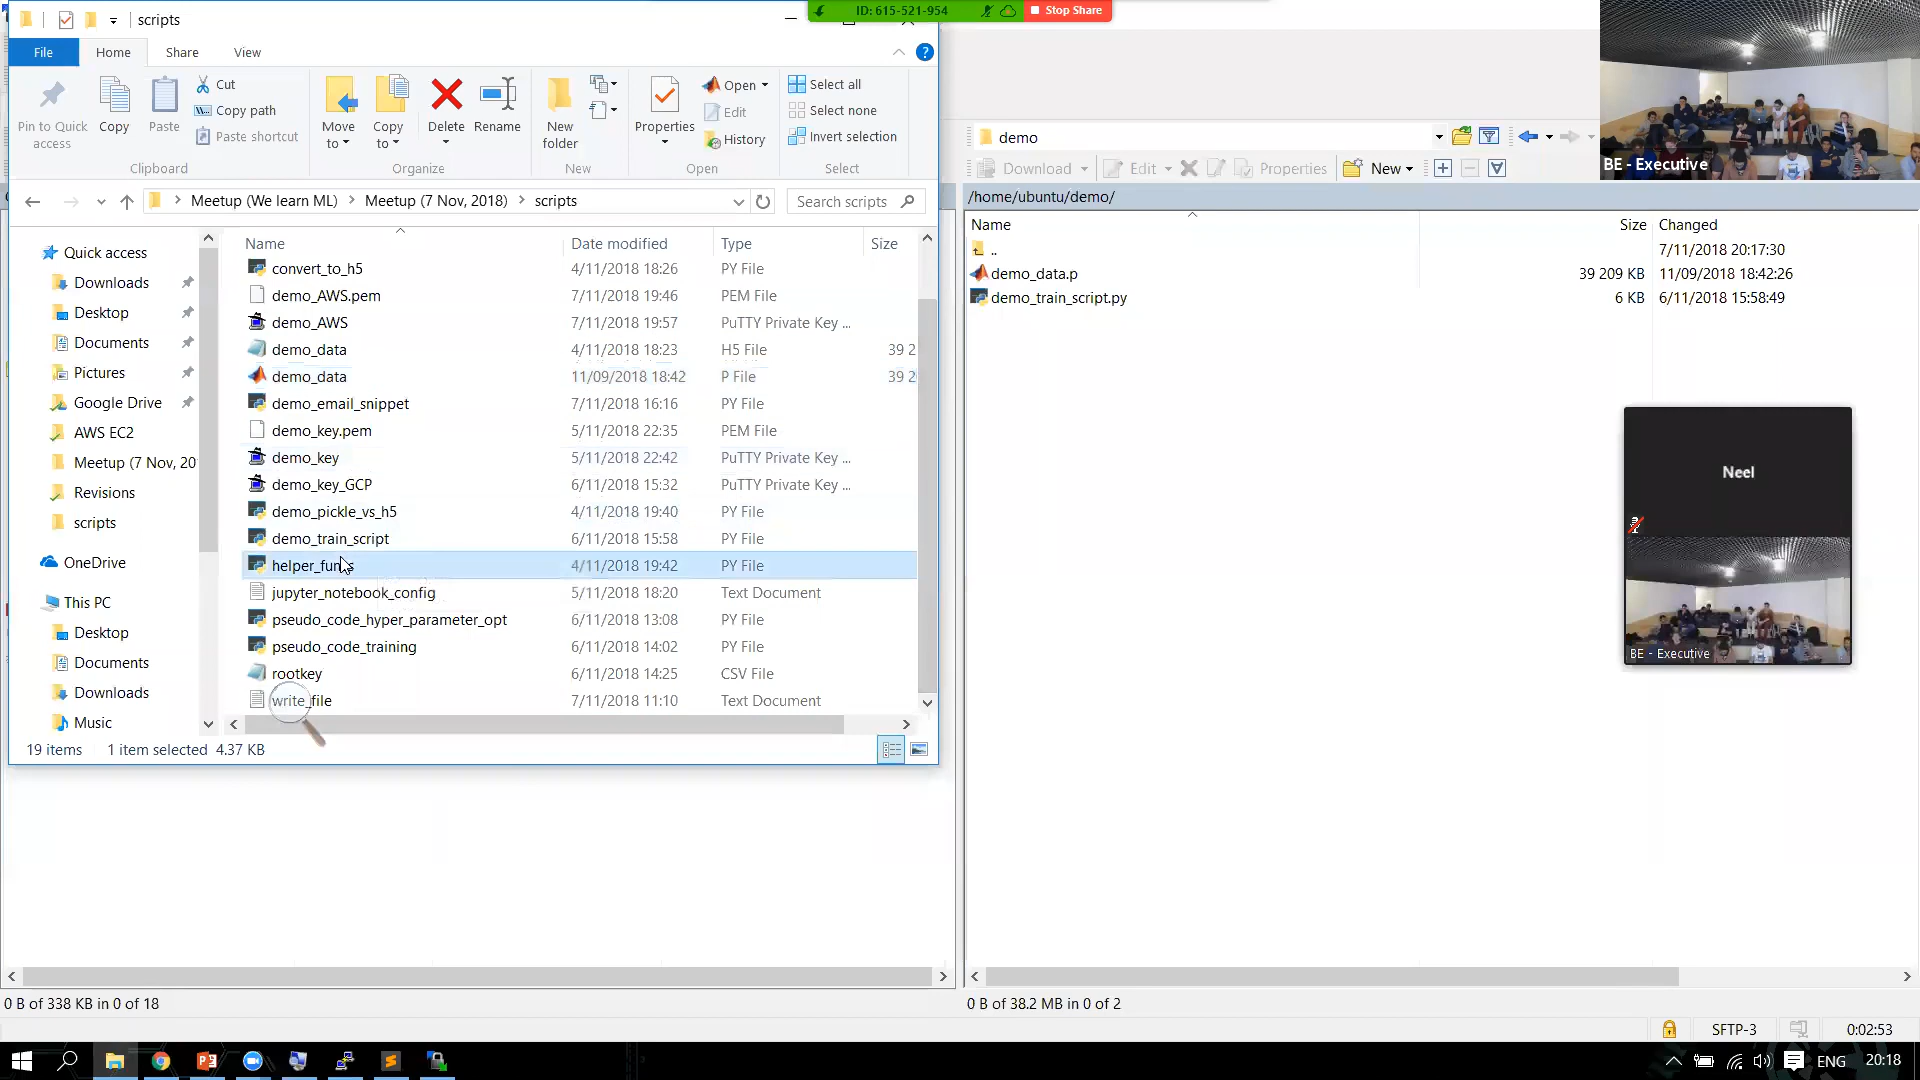 scripts
ID: 615-521-954
Stop Share
File
Home
Share
View
Pin to Quick access
Copy
Paste
Cut
Copy path
Paste shortcut
Clipboard
Move to
Copy to
Delete
Rename
Organize
New folder
New
Properties
Open
Edit
History
Open
Select all
Select none
Invert selection
Select
Meetup (We learn ML) > Meetup (7 Nov, 2018) > scripts
Search scripts
Quick access
Downloads
Desktop
Documents
Pictures
Google Drive
AWS EC2
Meetup (7 Nov, 20
Revisions
scripts
OneDrive
This PC
Desktop
Documents
Downloads
Music
Name Date modified Type Size
convert_to_h5 4/11/2018 18:26 PY File
demo_AWS.pem 7/11/2018 19:46 PEM File
demo_AWS 7/11/2018 19:57 PuTTY Private Key ...
demo_data 4/11/2018 18:23 H5 File 39 2
demo_data 11/09/2018 18:42 P File 39 2
demo_email_snippet 7/11/2018 16:16 PY File
demo_key.pem 5/11/2018 22:35 PEM File
demo_key 5/11/2018 22:42 PuTTY Private Key ...
demo_key_GCP 6/11/2018 15:32 PuTTY Private Key ...
demo_pickle_vs_h5 4/11/2018 19:40 PY File
demo_train_script 6/11/2018 15:58 PY File
helper_funcs 4/11/2018 19:42 PY File
jupyter_notebook_config 5/11/2018 18:20 Text Document
pseudo_code_hyper_parameter_opt 6/11/2018 13:08 PY File
pseudo_code_training 6/11/2018 14:02 PY File
rootkey 6/11/2018 14:25 CSV File
write_file 7/11/2018 11:10 Text Document
19 items 1 item selected 4.37 KB
demo
Download
Edit
Properties
New
/home/ubuntu/demo/
Name Size Changed
.. 7/11/2018 20:17:30
demo_data.p 39 209 KB 11/09/2018 18:42:26
demo_train_script.py 6 KB 6/11/2018 15:58:49
BE - Executive
Neel
BE - Executive
0 B of 338 KB in 0 of 18
0 B of 38.2 MB in 0 of 2
SFTP-3
0:02:53
ENG
20:18